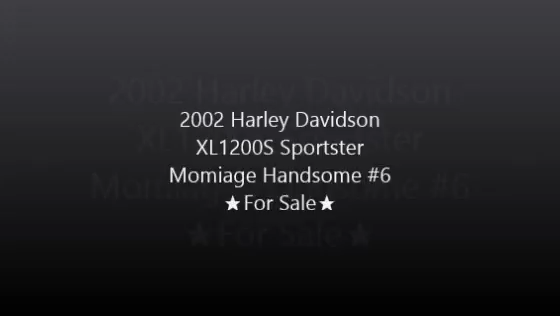 2002 Harley Davidson
XL1200S Sportster
Momiage Handsome #6
★For Sale★